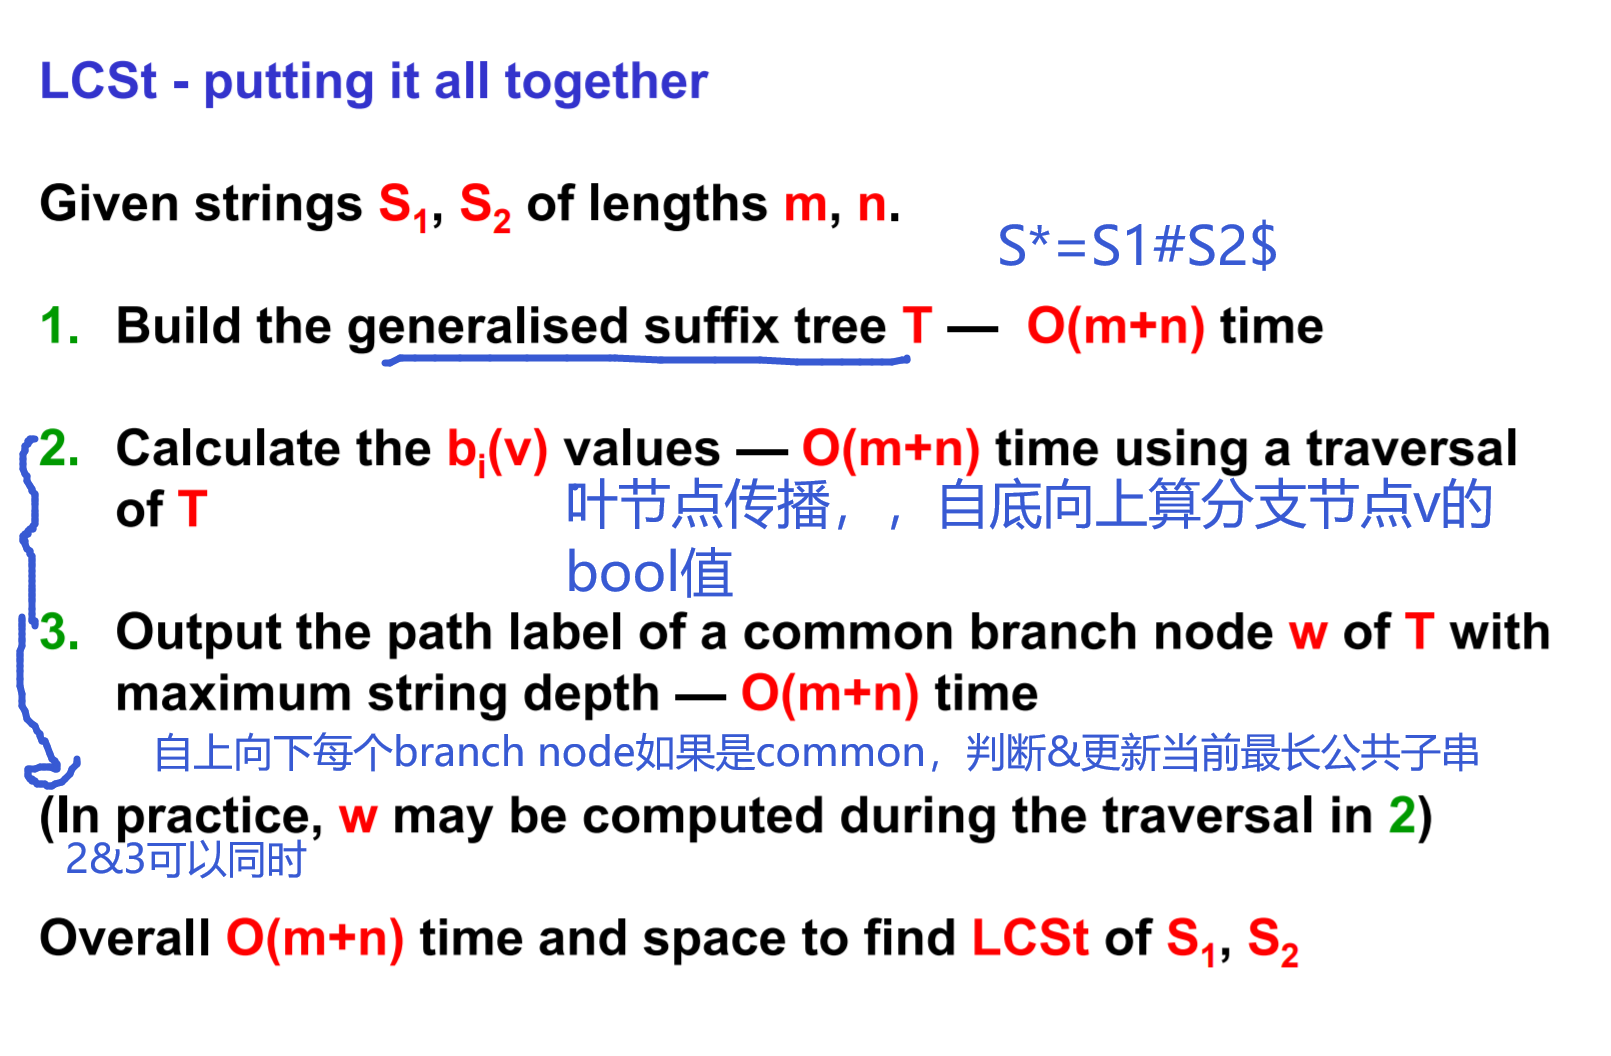 LCSt - putting it all together
Given strings S1, S2 of lengths m, n.
S*=S1#S2$
1. Build the generalised suffix tree T — O(m+n) time
2. Calculate the bi(v) values — O(m+n) time using a traversal
of T
叶节点传播，，自底向上算分支节点v的
bool值
3. Output the path label of a common branch node w of T with
maximum string depth — O(m+n) time
自上向下每个branch node如果是common，判断&更新当前最长公共子串
(In practice, w may be computed during the traversal in 2)
2&3可以同时
Overall O(m+n) time and space to find LCSt of S1, S2